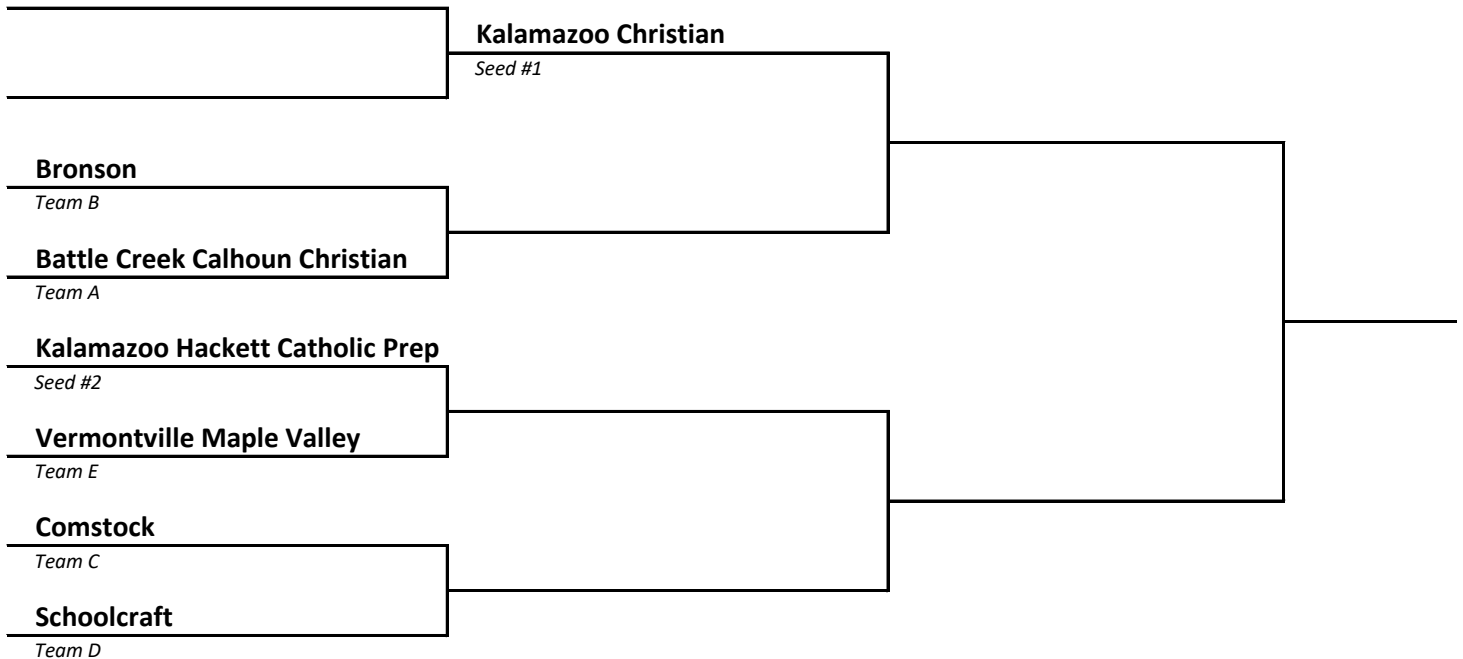 Kalamazoo Christian
Seed #1
Bronson
Team B
Battle Creek Calhoun Christian
Team A
Kalamazoo Hackett Catholic Prep
Seed #2
Vermontville Maple Valley
Team E
Comstock
Team C
Schoolcraft
Team D